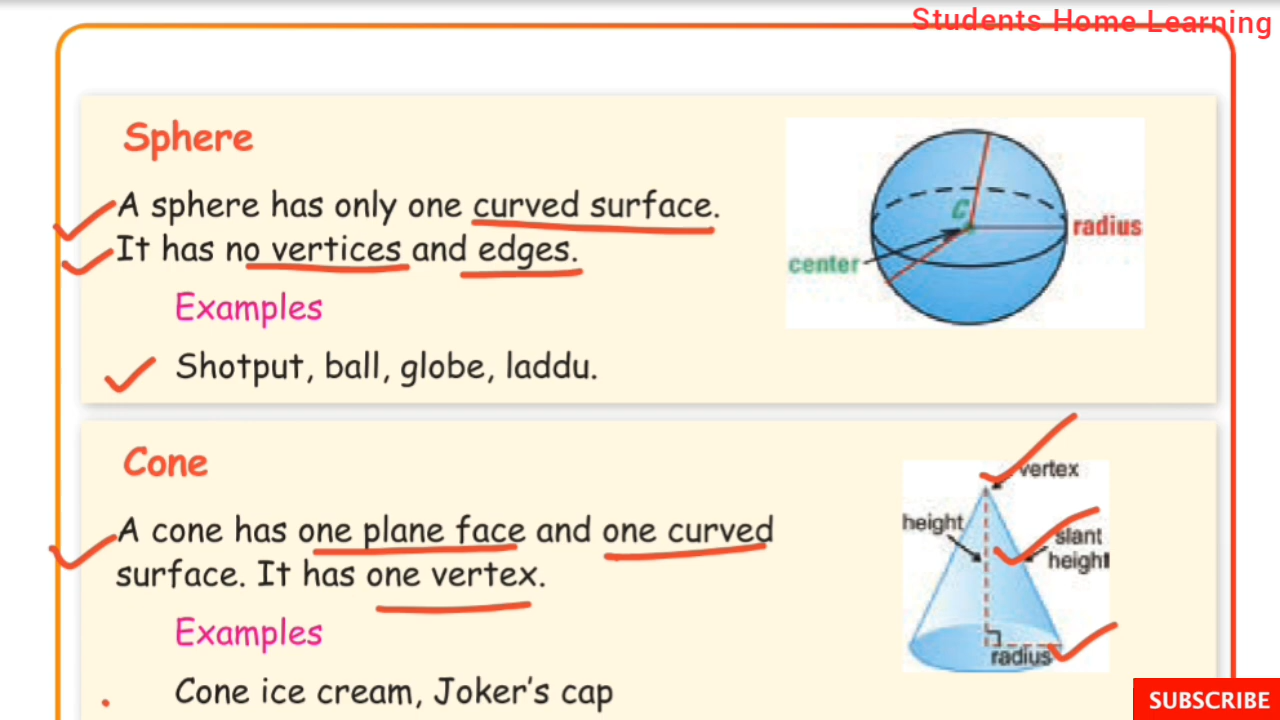 Students Home Learning
Sphere
A sphere has only one curved surface.
It has no vertices and edges.
Examples
Shotput, ball, globe, laddu.
C
radius
center
Cone
A cone has one plane face and one curved
surface. It has one vertex.
Examples
Cone ice cream, Joker's cap
vertex
height
slant
height
radius
SUBSCRIBE